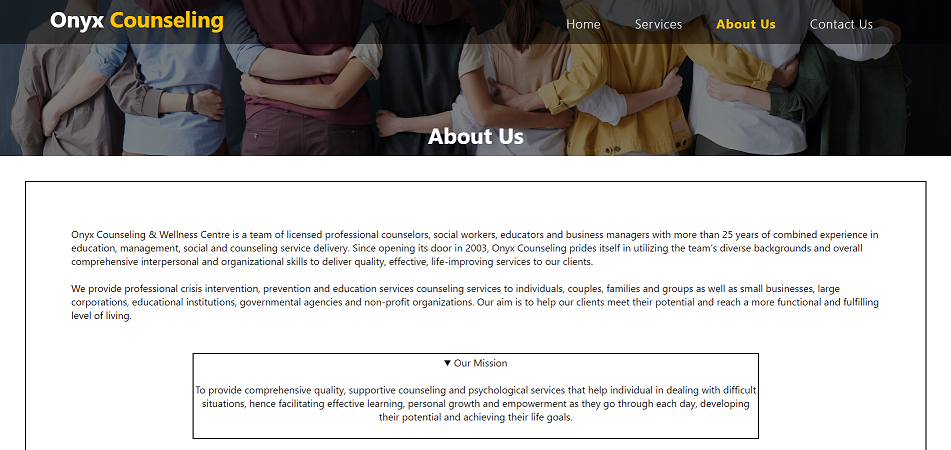 Onyx Counseling
Home Services About Us Contact Us
About Us
Onyx Counseling & Wellness Centre is a team of licensed professional counselors, social workers, educators and business managers with more than 25 years of combined experience in
education, management, social and counseling service delivery. Since opening its door in 2003, Onyx Counseling prides itself in utilizing the team's diverse backgrounds and overall
comprehensive interpersonal and organizational skills to deliver quality, effective, life-improving services to our clients.
We provide professional crisis intervention, prevention and education services counseling services to individuals, couples, families and groups as well as small businesses, large
corporations, educational institutions, governmental agencies and non-profit organizations. Our aim is to help our clients meet their potential and reach a more functional and fulfilling
level of living.
▼ Our Mission
To provide comprehensive quality, supportive counseling and psychological services that help individual in dealing with difficult
situations, hence facilitating effective learning, personal growth and empowerment as they go through each day, developing
their potential and achieving their life goals.